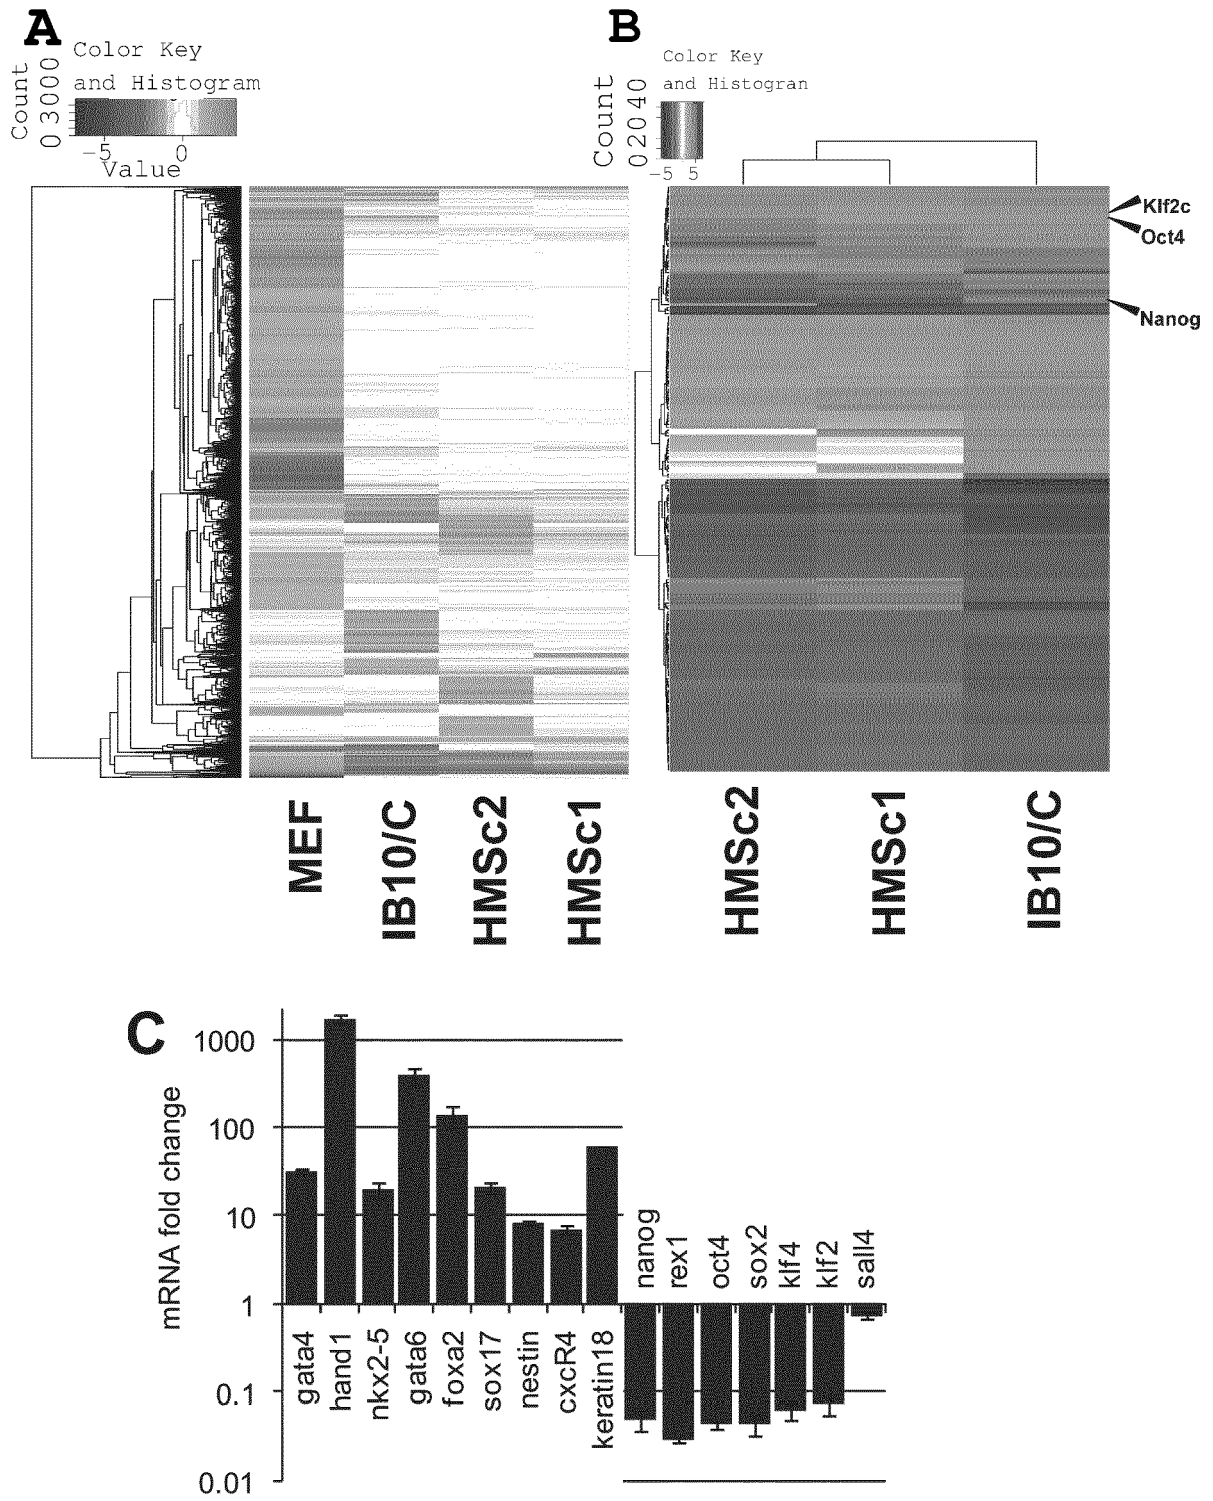 A
Color Key
and Histogram
Count
0 3000
-5 0
Value
B
Color Key
and Histogran
Count
0 20 40
-5 5
Klf2c
Oct4
Nanog
MEF
IB10/C
HMSc2
HMSc1
HMSc2
HMSc1
IB10/C
C
mRNA fold change
1000
100
10
1
0.1
0.01
gata4
hand1
nkx2-5
gata6
foxa2
sox17
nestin
cxcR4
keratin18
nanog
rex1
oct4
sox2
klf4
klf2
sall4